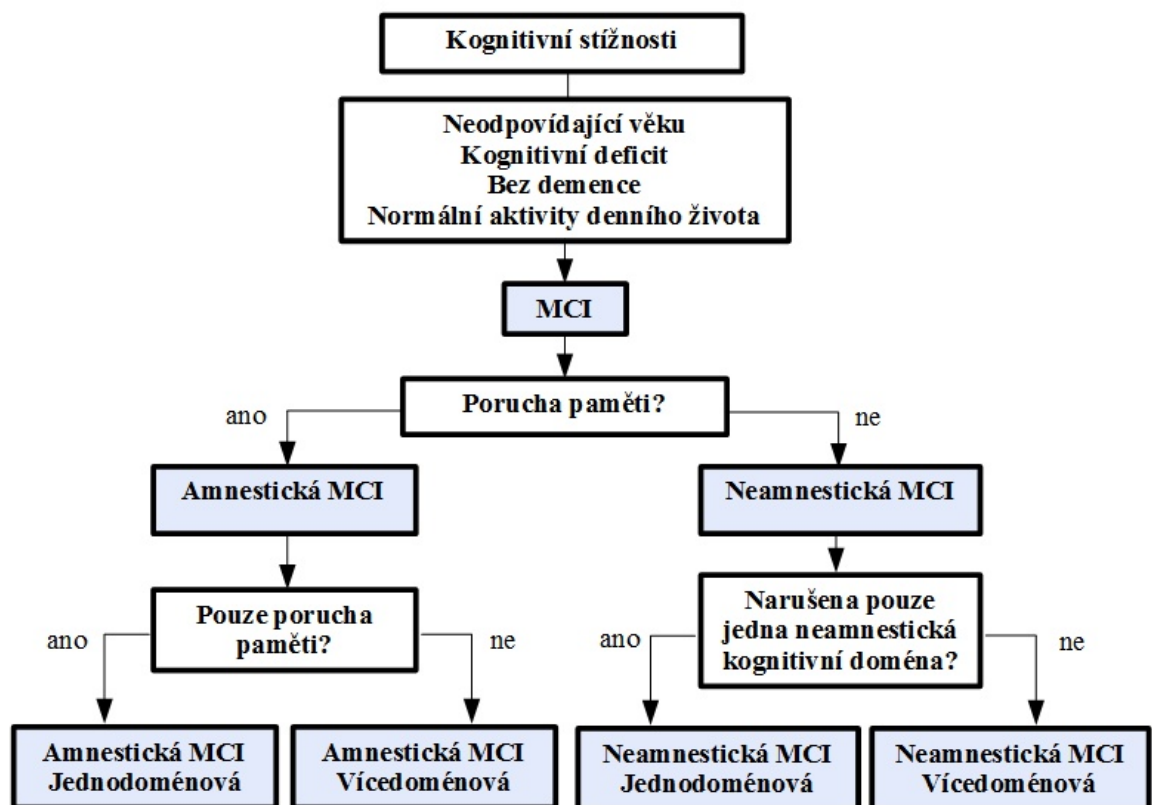 Kognitivní stížnosti
Neodpovídající věku
Kognitivní deficit
Bez demence
Normální aktivity denního života
MCI
Porucha paměti?
ano
ne
Amnestická MCI
Neamnestická MCI
Pouze porucha
paměti?
ano
ne
Narušena pouze
jedna neamnestická
kognitivní doména?
ano
ne
Amnestická MCI
Jednodoménová
Amnestická MCI
Vícedoménová
Neamnestická MCI
Jednodoménová
Neamnestická MCI
Vícedoménová